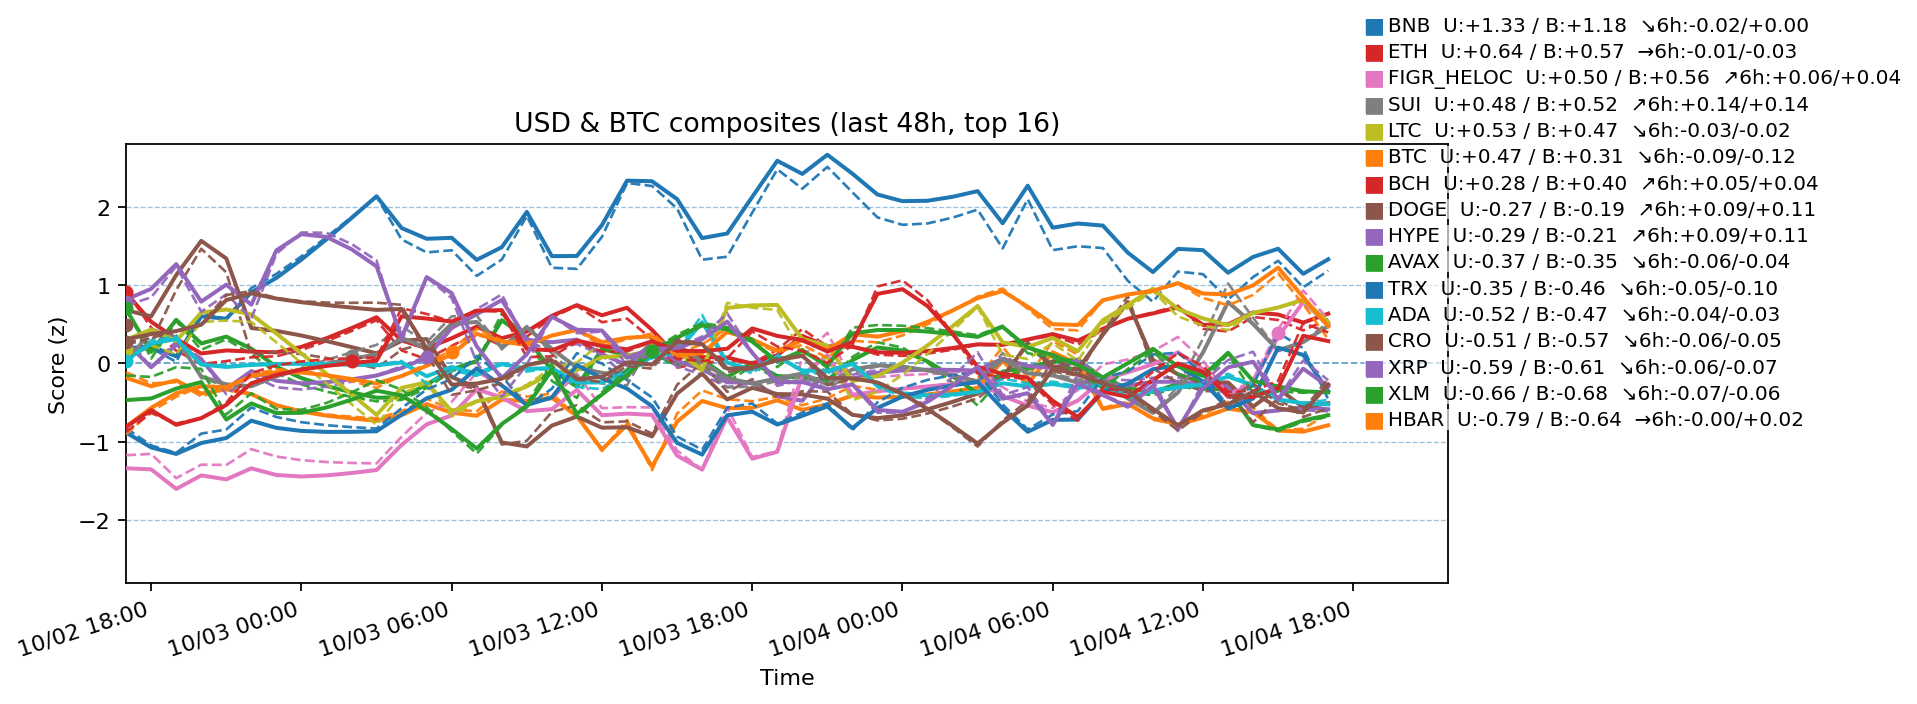 BNB  U:+1.33 / B:+1.18  ↘6h:-0.02/+0.00
ETH  U:+0.64 / B:+0.57  →6h:-0.01/-0.03
FIGR_HELOC  U:+0.50 / B:+0.56  ↗6h:+0.06/+0.04
SUI  U:+0.48 / B:+0.52  ↗6h:+0.14/+0.14
LTC  U:+0.53 / B:+0.47  ↘6h:-0.03/-0.02
BTC  U:+0.47 / B:+0.31  ↘6h:-0.09/-0.12
BCH  U:+0.28 / B:+0.40  ↗6h:+0.05/+0.04
DOGE  U:-0.27 / B:-0.19  ↗6h:+0.09/+0.11
HYPE  U:-0.29 / B:-0.21  ↗6h:+0.09/+0.11
AVAX  U:-0.37 / B:-0.35  ↘6h:-0.06/-0.04
TRX  U:-0.35 / B:-0.46  ↘6h:-0.05/-0.10
ADA  U:-0.52 / B:-0.47  ↘6h:-0.04/-0.03
CRO  U:-0.51 / B:-0.57  ↘6h:-0.06/-0.05
XRP  U:-0.59 / B:-0.61  ↘6h:-0.06/-0.07
XLM  U:-0.66 / B:-0.68  ↘6h:-0.07/-0.06
HBAR  U:-0.79 / B:-0.64  →6h:-0.00/+0.02
USD & BTC composites (last 48h, top 16)
Score (z)
2
1
0
−1
−2
10/02 18:00
10/03 00:00
10/03 06:00
10/03 12:00
10/03 18:00
10/04 00:00
10/04 06:00
10/04 12:00
10/04 18:00
Time